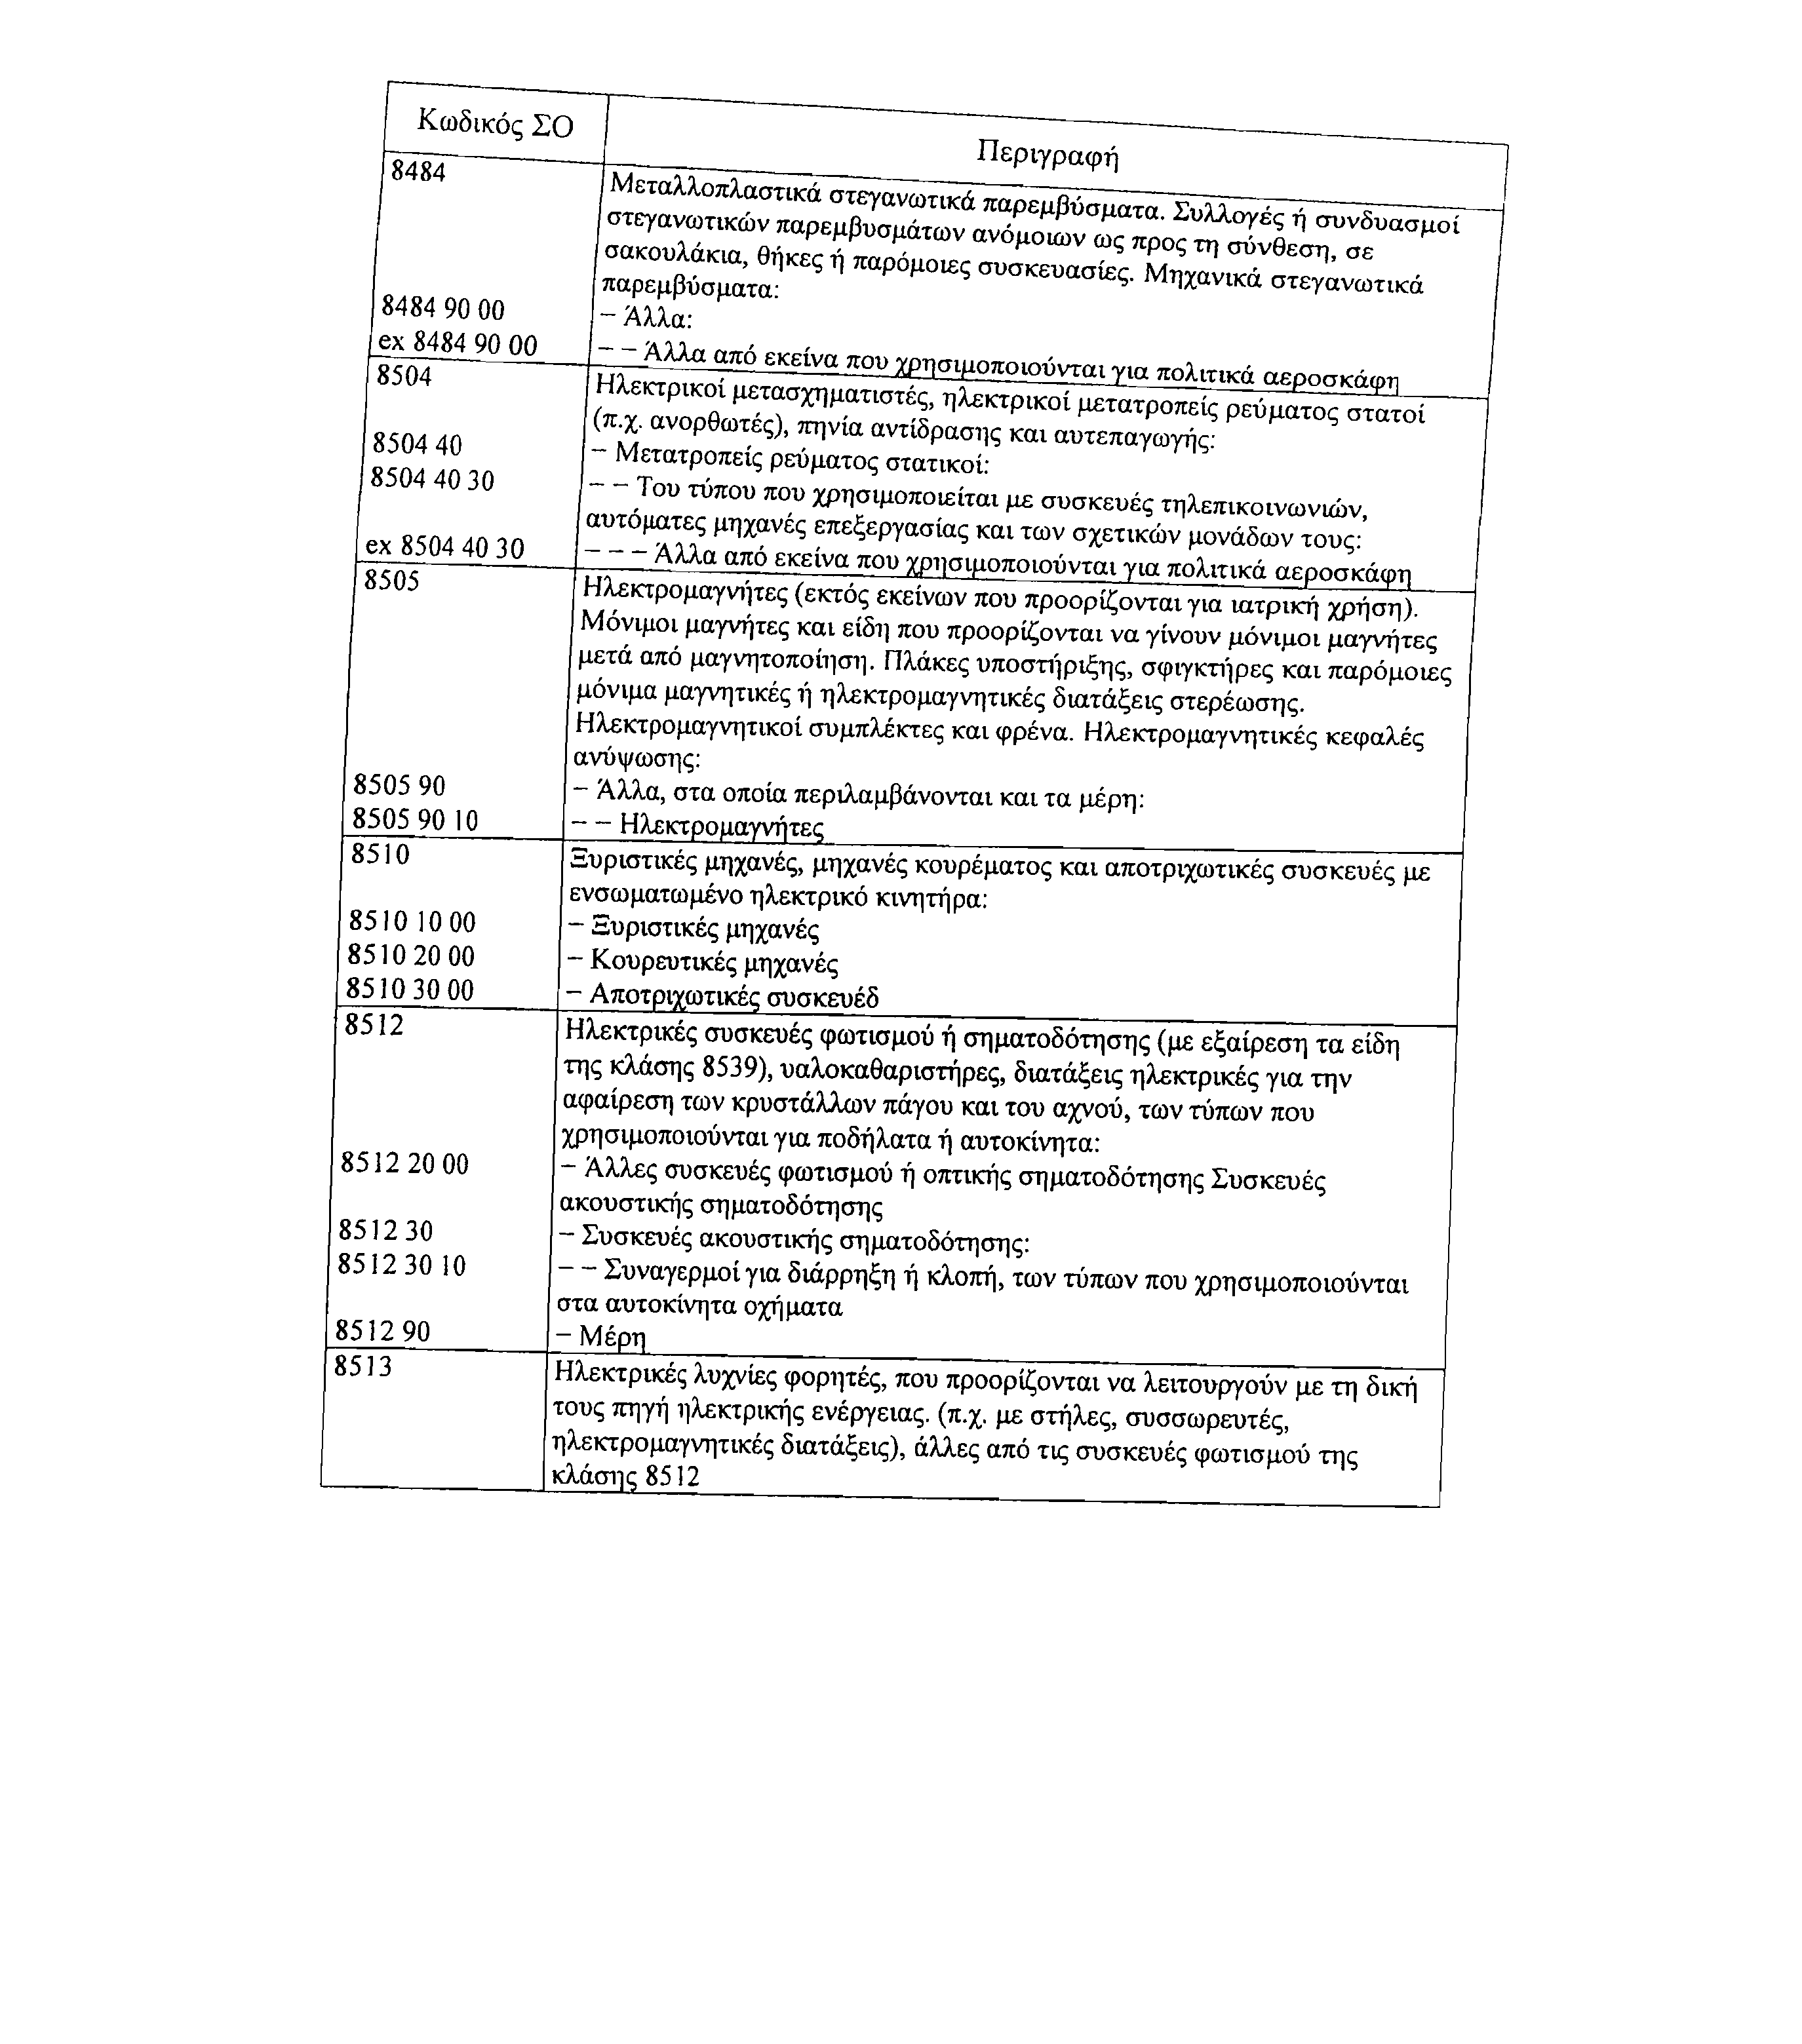 Κωδικός ΣΟ Περιγραφή
8484 Μεταλλοπλαστικά στεγανωτικά παρεμβύσματα. Συλλογές ή συνδυασμοί
στεγανωτικών παρεμβυσμάτων ανόμοιων ως προς τη σύνθεση, σε
σακουλάκια, θήκες ή παρόμοιες συσκευασίες. Μηχανικά στεγανωτικά
παρεμβύσματα:
8484 90 00 – Άλλα:
ex 8484 90 00 – – Άλλα από εκείνα που χρησιμοποιούνται για πολιτικά αεροσκάφη
8504 Ηλεκτρικοί μετασχηματιστές, ηλεκτρικοί μετατροπείς ρεύματος στατοί
(π.χ. ανορθωτές), πηνία αντίδρασης και αυτεπαγωγής:
8504 40 – Μετατροπείς ρεύματος στατικοί:
8504 40 30 – – Του τύπου που χρησιμοποιείται με συσκευές τηλεπικοινωνιών,
αυτόματες μηχανές επεξεργασίας και των σχετικών μονάδων τους:
ex 8504 40 30 – – – Άλλα από εκείνα που χρησιμοποιούνται για πολιτικά αεροσκάφη
8505 Ηλεκτρομαγνήτες (εκτός εκείνων που προορίζονται για ιατρική χρήση).
Μόνιμοι μαγνήτες και είδη που προορίζονται να γίνουν μόνιμοι μαγνήτες
μετά από μαγνητοποίηση. Πλάκες υποστήριξης, σφιγκτήρες και παρόμοιες
μόνιμα μαγνητικές ή ηλεκτρομαγνητικές διατάξεις στερέωσης.
Ηλεκτρομαγνητικοί συμπλέκτες και φρένα. Ηλεκτρομαγνητικές κεφαλές
ανύψωσης:
8505 90 – Άλλα, στα οποία περιλαμβάνονται και τα μέρη:
8505 90 10 – – Ηλεκτρομαγνήτες
8510 Ξυριστικές μηχανές, μηχανές κουρέματος και αποτριχωτικές συσκευές με
ενσωματωμένο ηλεκτρικό κινητήρα:
8510 10 00 – Ξυριστικές μηχανές
8510 20 00 – Κουρευτικές μηχανές
8510 30 00 – Αποτριχωτικές συσκευέδ
8512 Ηλεκτρικές συσκευές φωτισμού ή σηματοδότησης (με εξαίρεση τα είδη
της κλάσης 8539), υαλοκαθαριστήρες, διατάξεις ηλεκτρικές για την
αφαίρεση των κρυστάλλων πάγου και του αχνού, των τύπων που
χρησιμοποιούνται για ποδήλατα ή αυτοκίνητα:
8512 20 00 – Άλλες συσκευές φωτισμού ή οπτικής σηματοδότησης Συσκευές
ακουστικής σηματοδότησης
8512 30 – Συσκευές ακουστικής σηματοδότησης:
8512 30 10 – – Συναγερμοί για διάρρηξη ή κλοπή, των τύπων που χρησιμοποιούνται
στα αυτοκίνητα οχήματα
8512 90 – Μέρη
8513 Ηλεκτρικές λυχνίες φορητές, που προορίζονται να λειτουργούν με τη δική
τους πηγή ηλεκτρικής ενέργειας. (π.χ. με στήλες, συσσωρευτές,
ηλεκτρομαγνητικές διατάξεις), άλλες από τις συσκευές φωτισμού της
κλάσης 8512